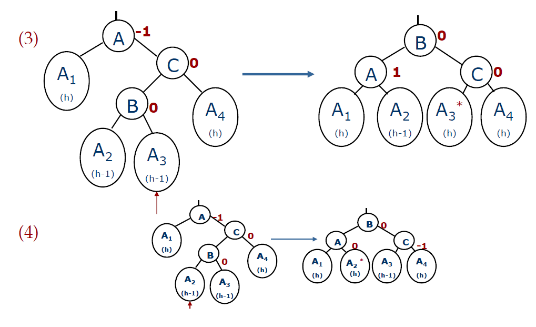 (3)
A -1
B 0
C 0
A 1
C 0
A1
(h)
B 0
A4
(h)
A1
(h)
A2
(h-1)
A3*
(h)
A4
(h)
A2
(h-1)
A3
(h-1)
(4)
A -1
B 0
C 0
A 0
C -1
A1
(h)
B 0
A4
(h)
A1
(h)
A2*
(h)
A3
(h-1)
A4
(h)
A2
(h-1)
A3
(h-1)